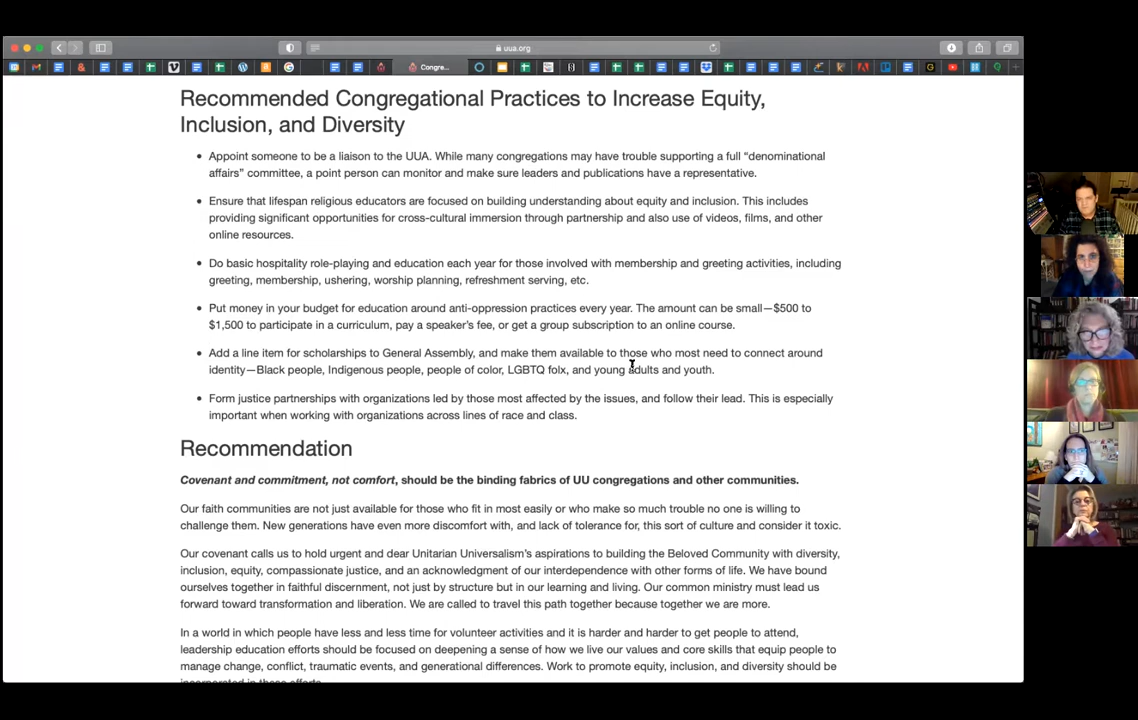 uua.org
Congre...
Recommended Congregational Practices to Increase Equity,
Inclusion, and Diversity
• Appoint someone to be a liaison to the UUA. While many congregations may have trouble supporting a full “denominational
affairs” committee, a point person can monitor and make sure leaders and publications have a representative.
• Ensure that lifespan religious educators are focused on building understanding about equity and inclusion. This includes
providing significant opportunities for cross-cultural immersion through partnership and also use of videos, films, and other
online resources.
• Do basic hospitality role-playing and education each year for those involved with membership and greeting activities, including
greeting, membership, ushering, worship planning, refreshment serving, etc.
• Put money in your budget for education around anti-oppression practices every year. The amount can be small—$500 to
$1,500 to participate in a curriculum, pay a speaker’s fee, or get a group subscription to an online course.
• Add a line item for scholarships to General Assembly, and make them available to those who most need to connect around
identity—Black people, Indigenous people, people of color, LGBTQ folx, and young adults and youth.
• Form justice partnerships with organizations led by those most affected by the issues, and follow their lead. This is especially
important when working with organizations across lines of race and class.
Recommendation
Covenant and commitment, not comfort, should be the binding fabrics of UU congregations and other communities.
Our faith communities are not just available for those who fit in most easily or who make so much trouble no one is willing to
challenge them. New generations have even more discomfort with, and lack of tolerance for, this sort of culture and consider it toxic.
Our covenant calls us to hold urgent and dear Unitarian Universalism’s aspirations to building the Beloved Community with diversity,
inclusion, equity, compassionate justice, and an acknowledgment of our interdependence with other forms of life. We have bound
ourselves together in faithful discernment, not just by structure but in our learning and living. Our common ministry must lead us
forward toward transformation and liberation. We are called to travel this path together because together we are more.
In a world in which people have less and less time for volunteer activities and it is harder and harder to get people to attend,
leadership education efforts should be focused on deepening a sense of how we live our values and core skills that equip people to
manage change, conflict, traumatic events, and generational differences. Work to promote equity, inclusion, and diversity should be
incorporated in these efforts.